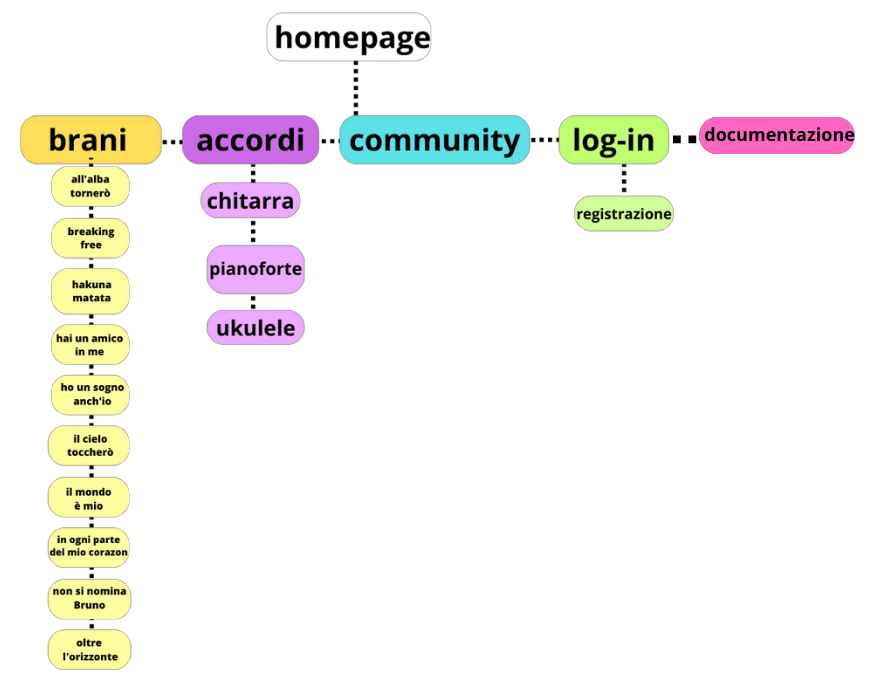 homepage
brani
accordi
community
log-in
documentazione
all'alba
tornerò
breaking
free
hakuna
matata
hai un amico
in me
ho un sogno
anch'io
il cielo
toccherò
il mondo
è mio
in ogni parte
del mio corazon
non si nomina
Bruno
oltre
l'orizzonte
chitarra
pianoforte
ukulele
registrazione